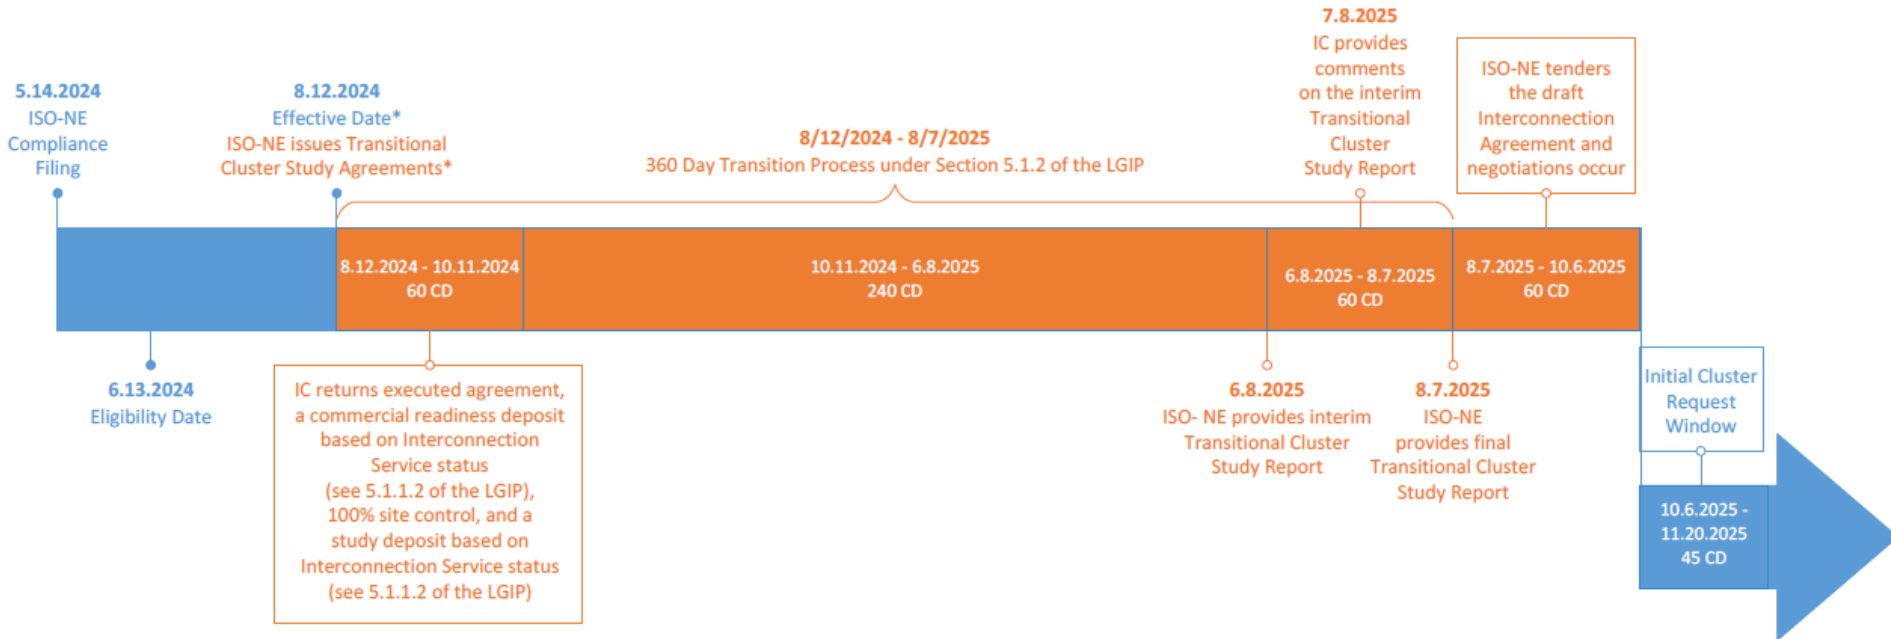 5.14.2024
ISO-NE
Compliance
Filing
8.12.2024
Effective Date*
ISO-NE issues Transitional
Cluster Study Agreements*
8/12/2024 - 8/7/2025
360 Day Transition Process under Section 5.1.2 of the LGIP
7.8.2025
IC provides
comments
on the interim
Transitional
Cluster
Study Report
ISO-NE tenders
the draft
Interconnection
Agreement and
negotiations occur
8.12.2024 - 10.11.2024
60 CD
10.11.2024 - 6.8.2025
240 CD
6.8.2025 - 8.7.2025
60 CD
8.7.2025 - 10.6.2025
60 CD
6.13.2024
Eligibility Date
IC returns executed agreement,
a commercial readiness deposit
based on Interconnection
Service status
(see 5.1.1.2 of the LGIP),
100% site control, and a
study deposit based on
Interconnection Service status
(see 5.1.1.2 of the LGIP)
6.8.2025
ISO- NE provides interim
Transitional Cluster
Study Report
8.7.2025
ISO-NE
provides final
Transitional Cluster
Study Report
Initial Cluster
Request
Window
10.6.2025 -
11.20.2025
45 CD